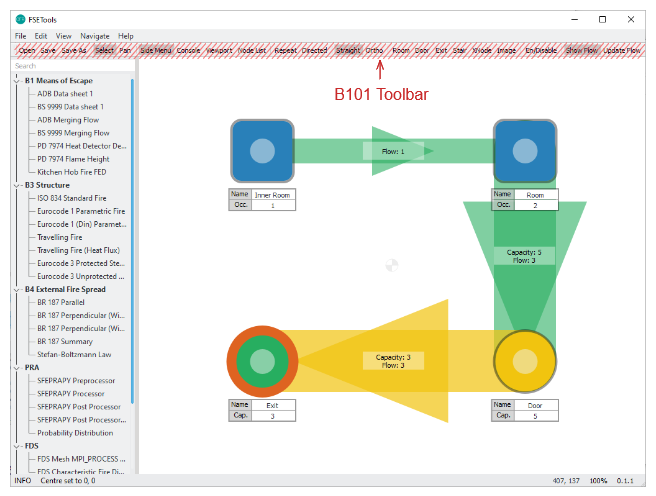 FSETools
File Edit View Navigate Help
Open Save Save As Select Pan Side Menu Console Viewport Node List Repeat Directed Straight Ortho Room Door Exit Stair XNode Image En/Disable Show Flow Update Flow
Search
B101 Toolbar
B1 Means of Escape
ADB Data sheet 1
BS 9999 Data sheet 1
ADB Merging Flow
BS 9999 Merging Flow
PD 7974 Heat Detector De...
PD 7974 Flame Height
Kitchen Hob Fire FED
B3 Structure
ISO 834 Standard Fire
Eurocode 1 Parametric Fire
Eurocode 1 (Din) Paramet...
Travelling Fire
Travelling Fire (Heat Flux)
Eurocode 3 Protected Ste...
Eurocode 3 Unprotected ...
B4 External Fire Spread
BR 187 Parallel
BR 187 Perpendicular (Wi...
BR 187 Perpendicular (Wi...
BR 187 Summary
Stefan-Boltzmann Law
PRA
SFEPRAPY Preprocessor
SFEPRAPY Processor
SFEPRAPY Post Processor
SFEPRAPY Post Processor...
Probability Distribution
FDS
FDS Mesh MPI_PROCESS ...
FDS Characteristic Fire Di...
Flow: 1
Name Inner Room
Occ. 1
Name Room
Occ. 2
Capacity: 5
Flow: 3
Capacity: 3
Flow: 3
Name Exit
Cap. 3
Name Door
Cap. 5
INFO Centre set to 0, 0
407, 137 100% 0.1.1